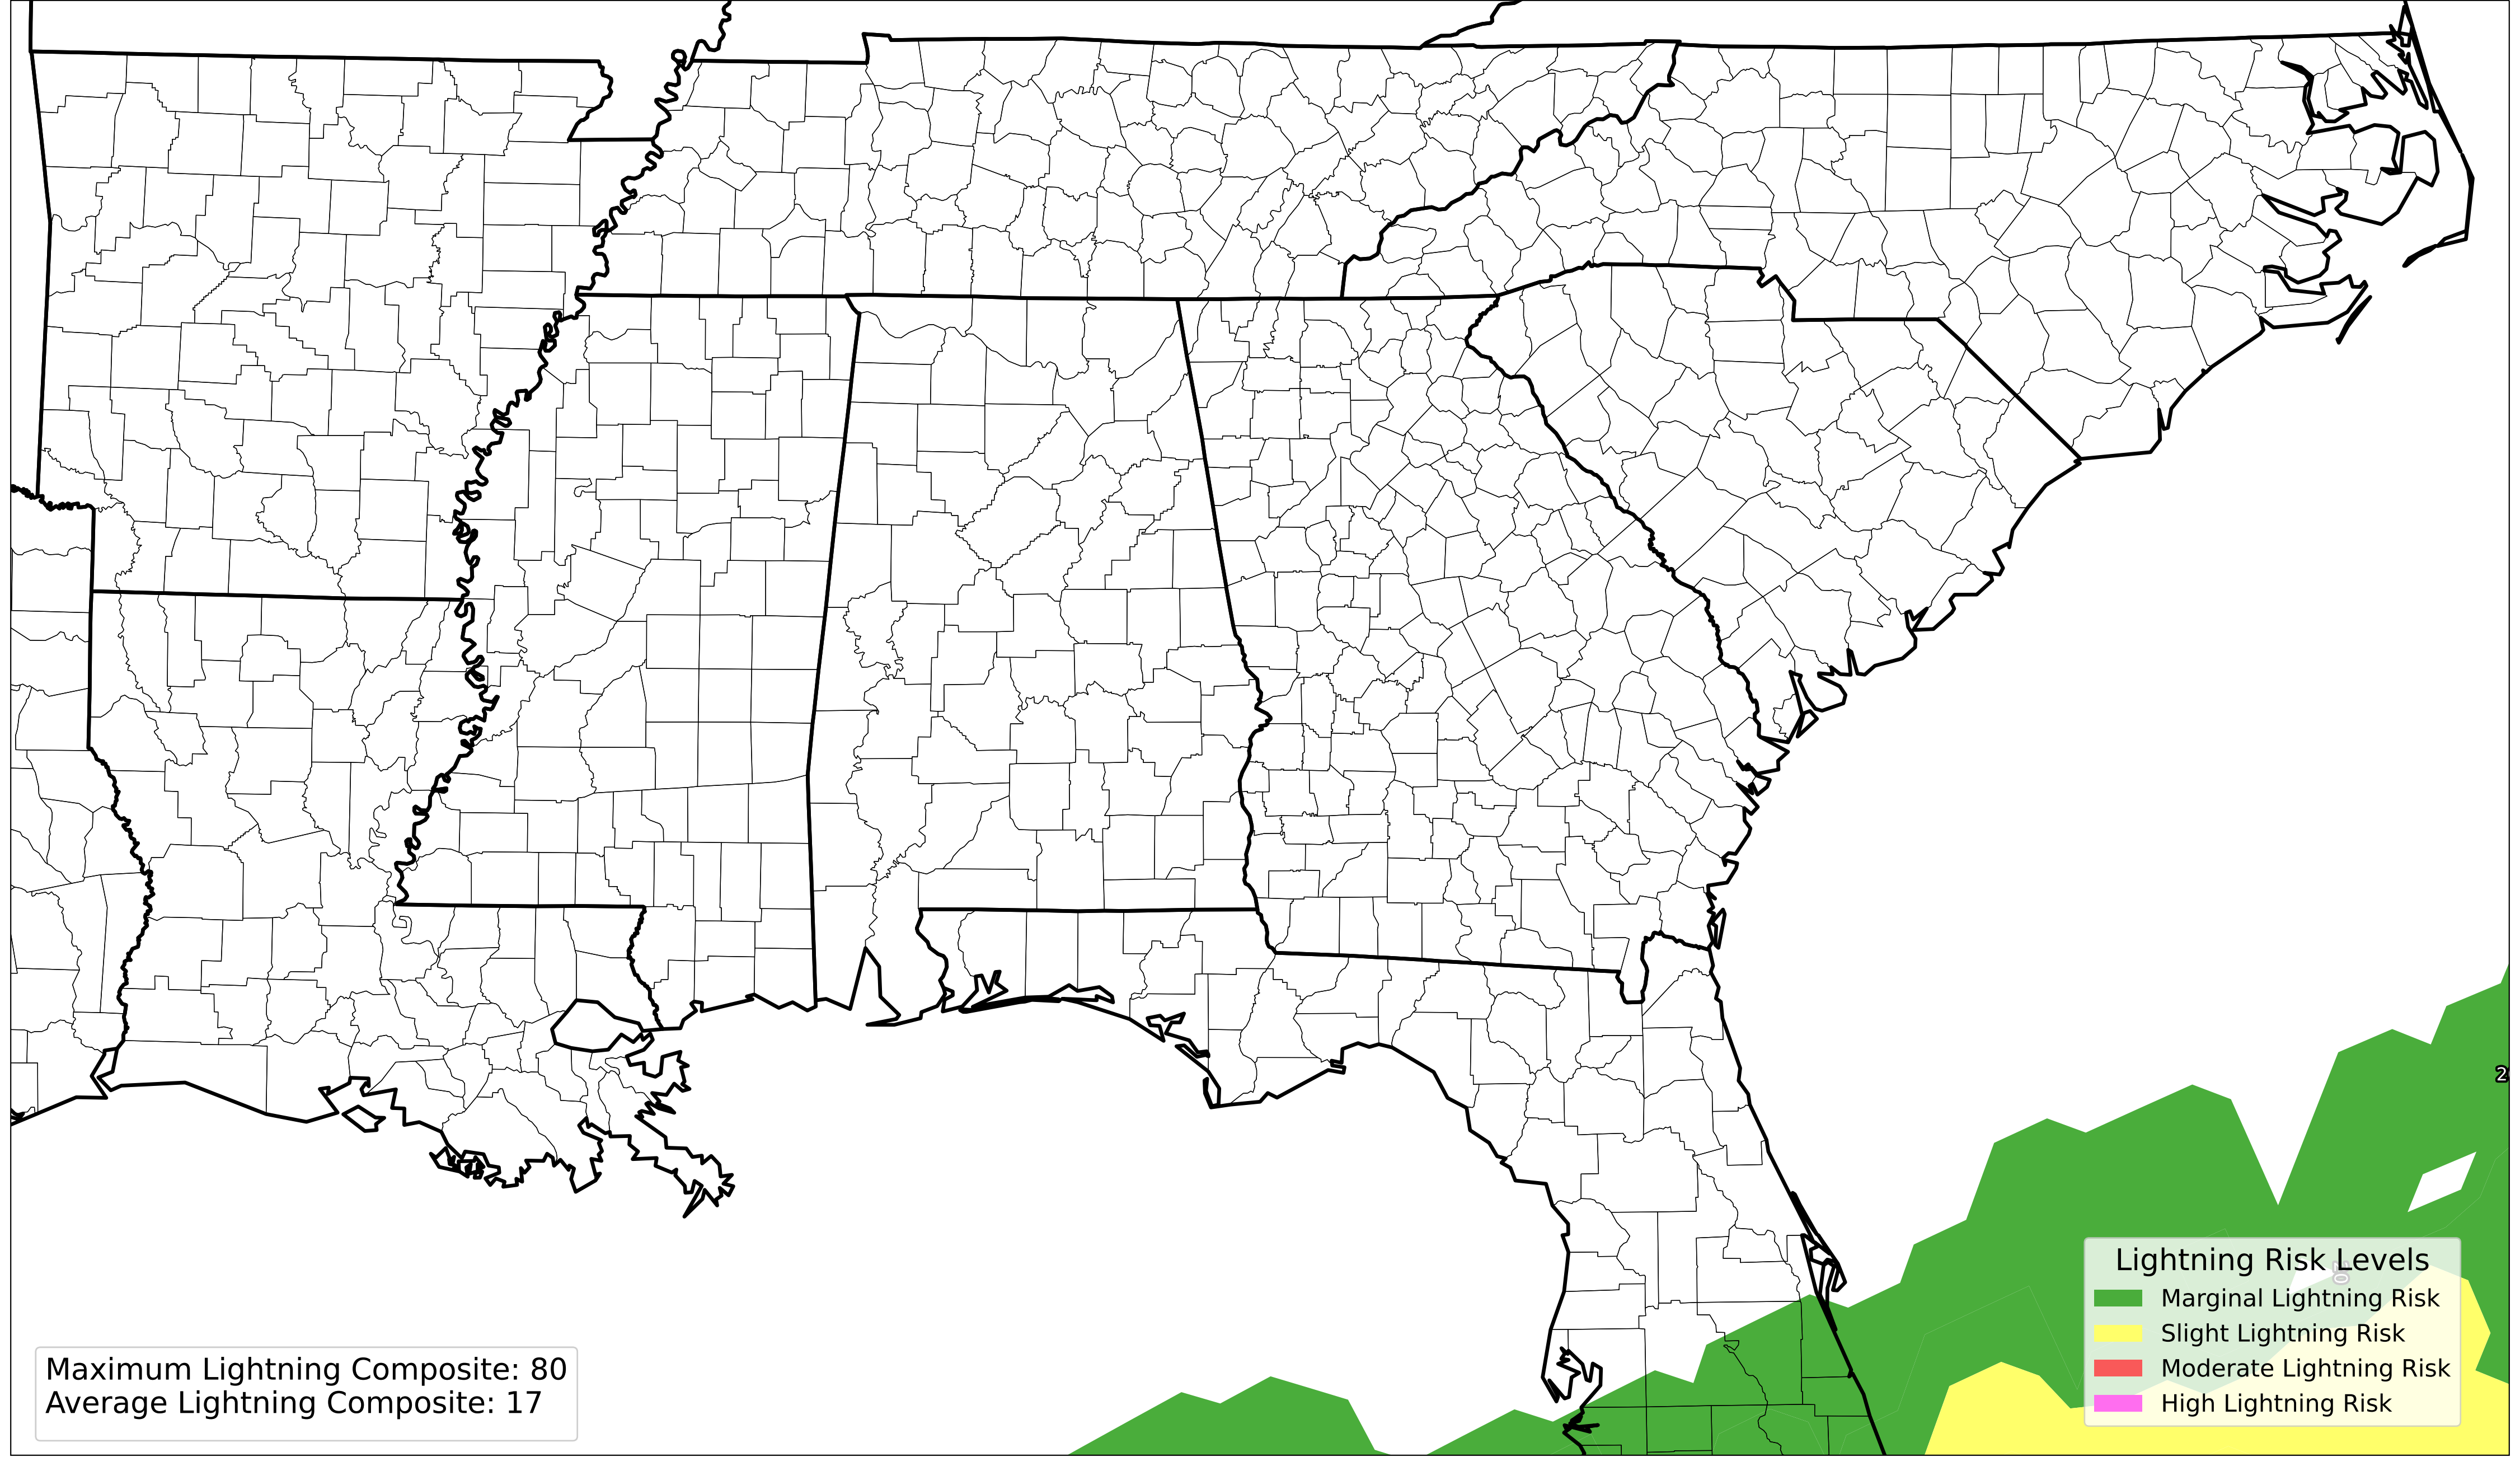 2
Lightning Risk Levels
Marginal Lightning Risk
Slight Lightning Risk
Moderate Lightning Risk
High Lightning Risk
Maximum Lightning Composite: 80
Average Lightning Composite: 17